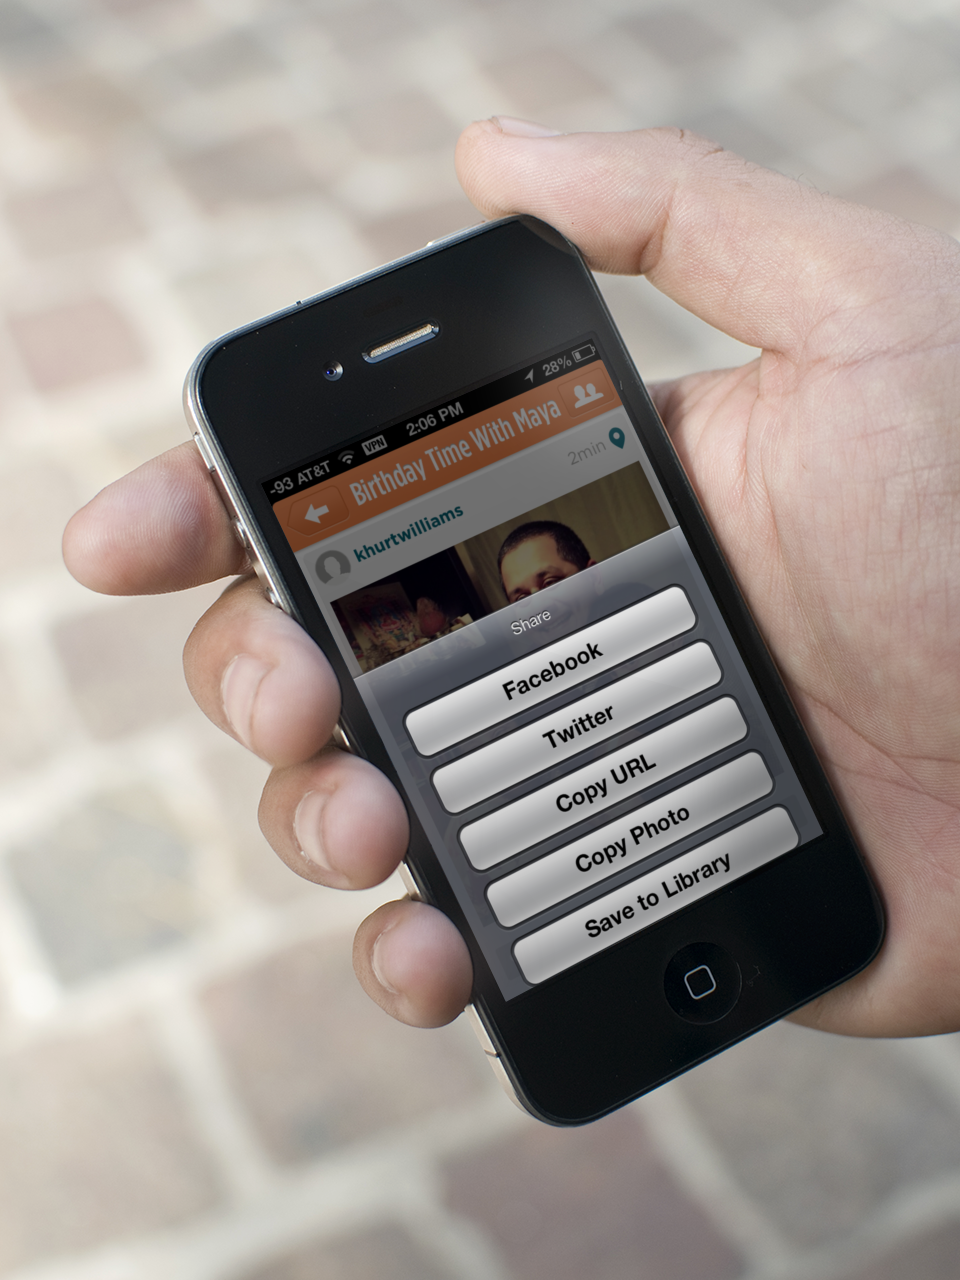 -93 AT&T VPN 2:06 PM 28%
Birthday Time With Maya
khurtwilliams 2min
Share
Facebook
Twitter
Copy URL
Copy Photo
Save to Library